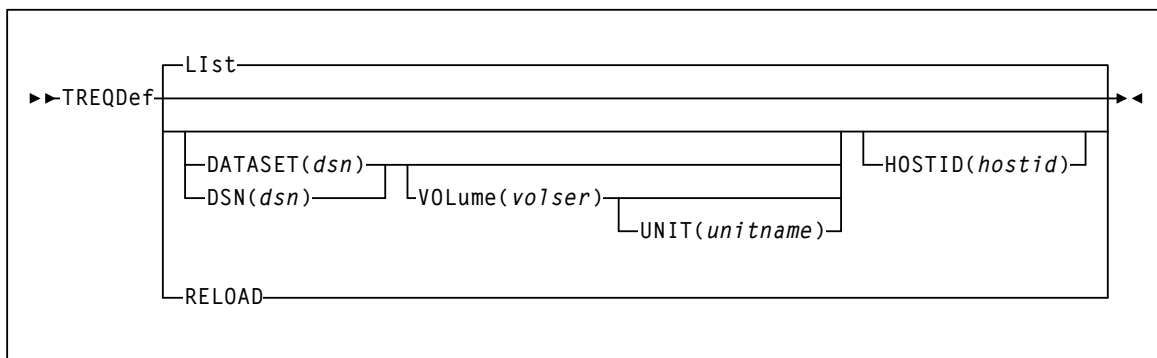 LIst
TREQDef
DATASET(dsn) HOSTID(hostid)
DSN(dsn) VOLume(volser)
UNIT(unitname)
RELOAD